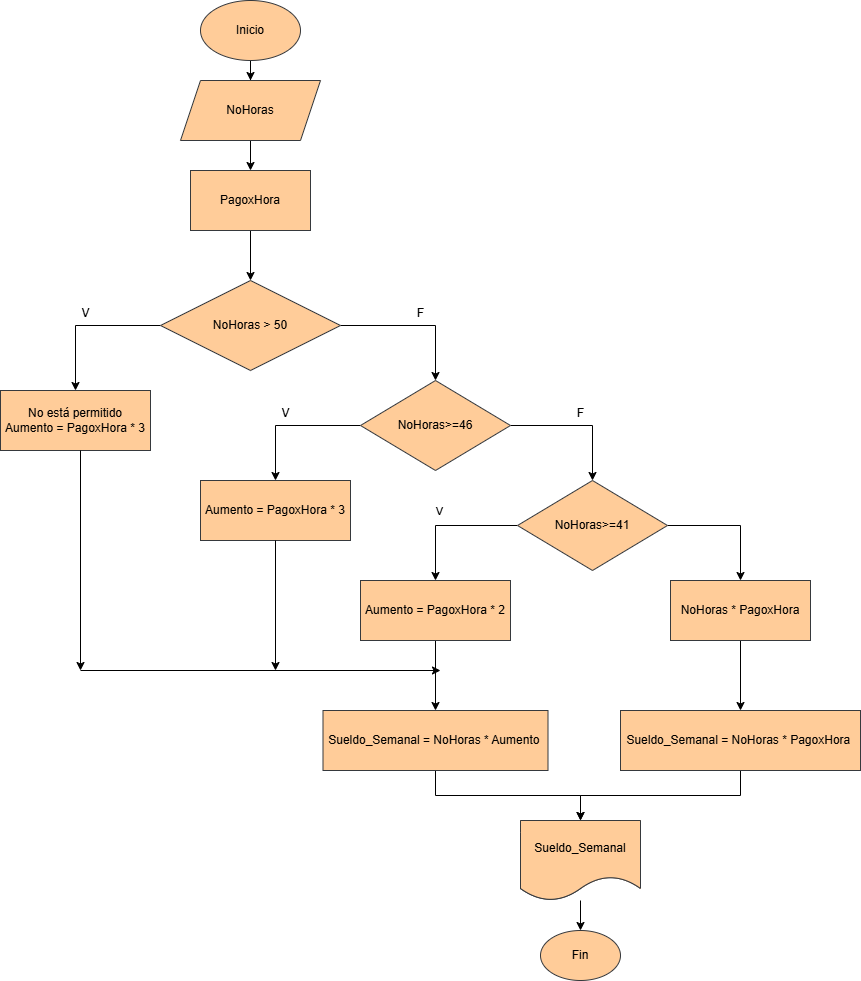 Inicio
NoHoras
PagoxHora
NoHoras > 50
V
F
No está permitido
Aumento = PagoxHora * 3
NoHoras>=46
V
F
Aumento = PagoxHora * 3
NoHoras>=41
V
Aumento = PagoxHora * 2
NoHoras * PagoxHora
Sueldo_Semanal = NoHoras * Aumento
Sueldo_Semanal = NoHoras * PagoxHora
Sueldo_Semanal
Fin